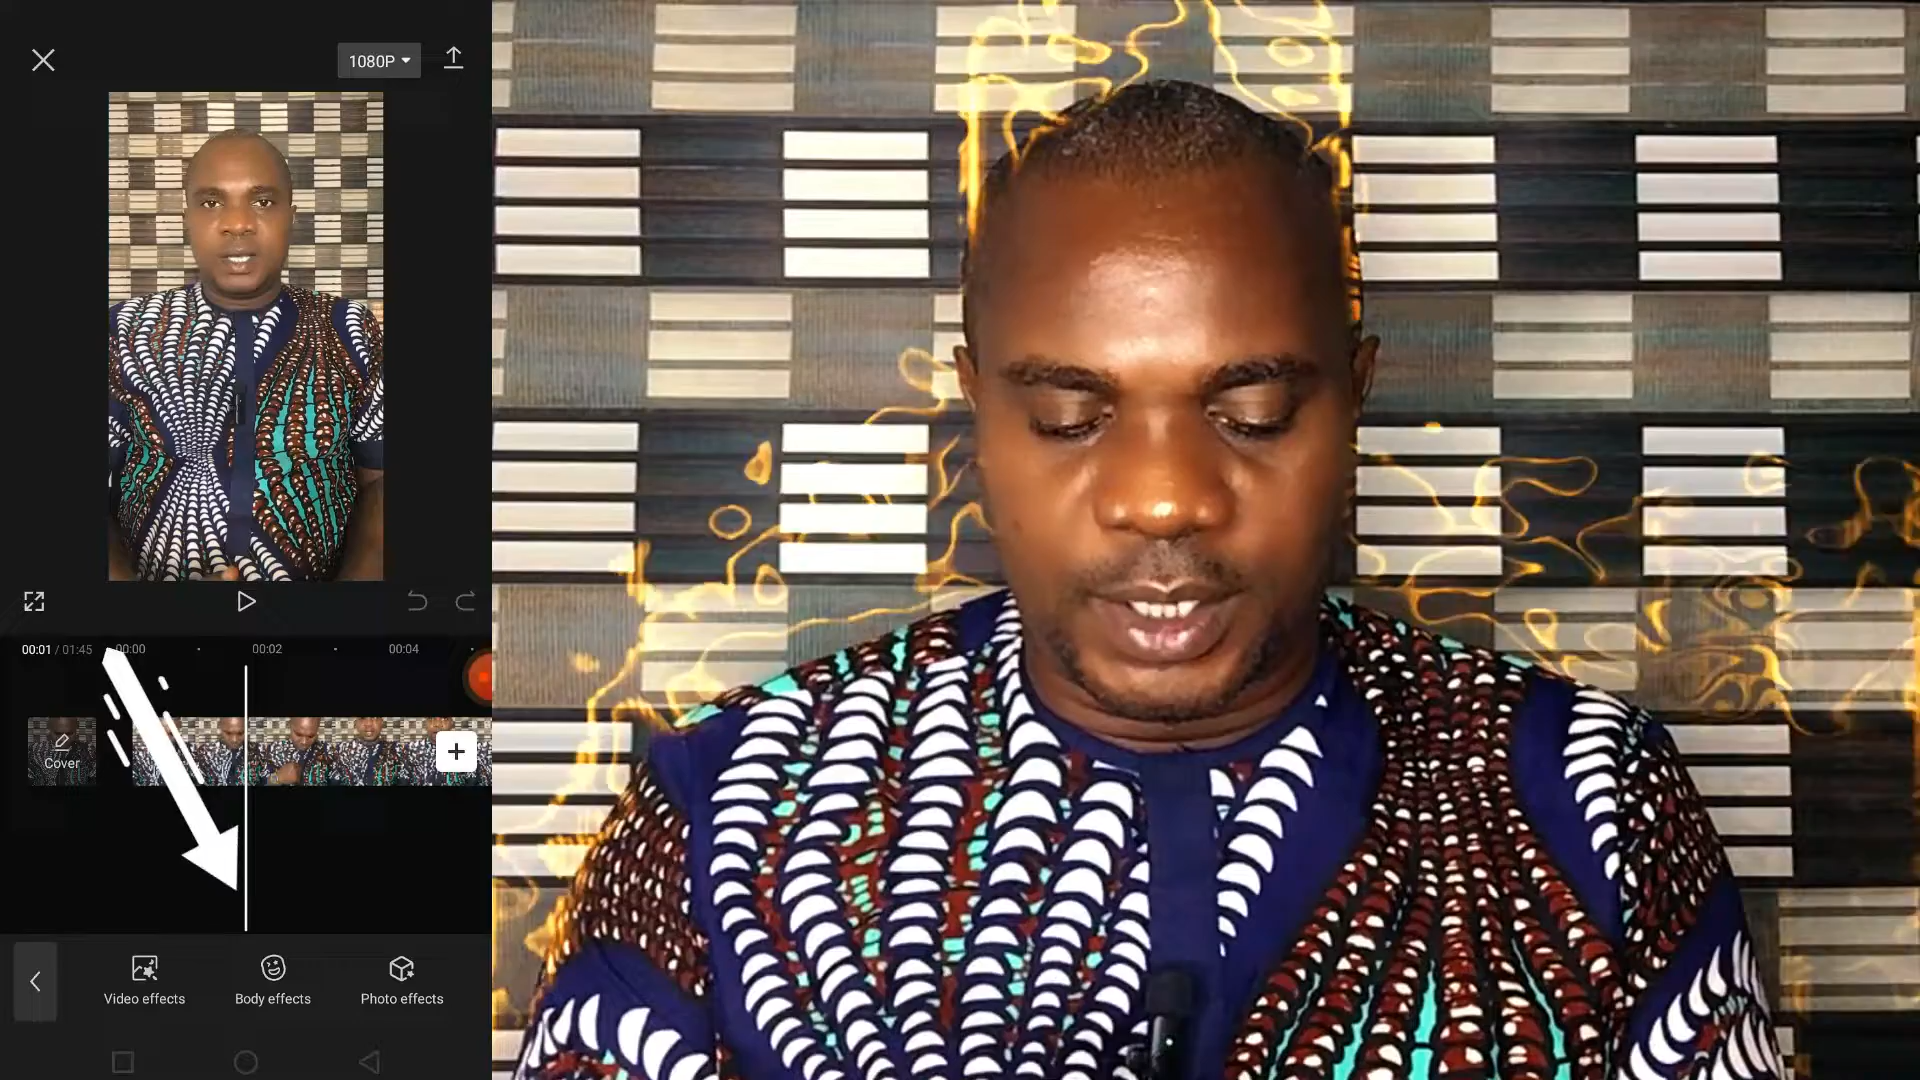 1080P
00:01 / 01:45
00:00
00:02
00:04
Cover
Video effects
Body effects
Photo effects